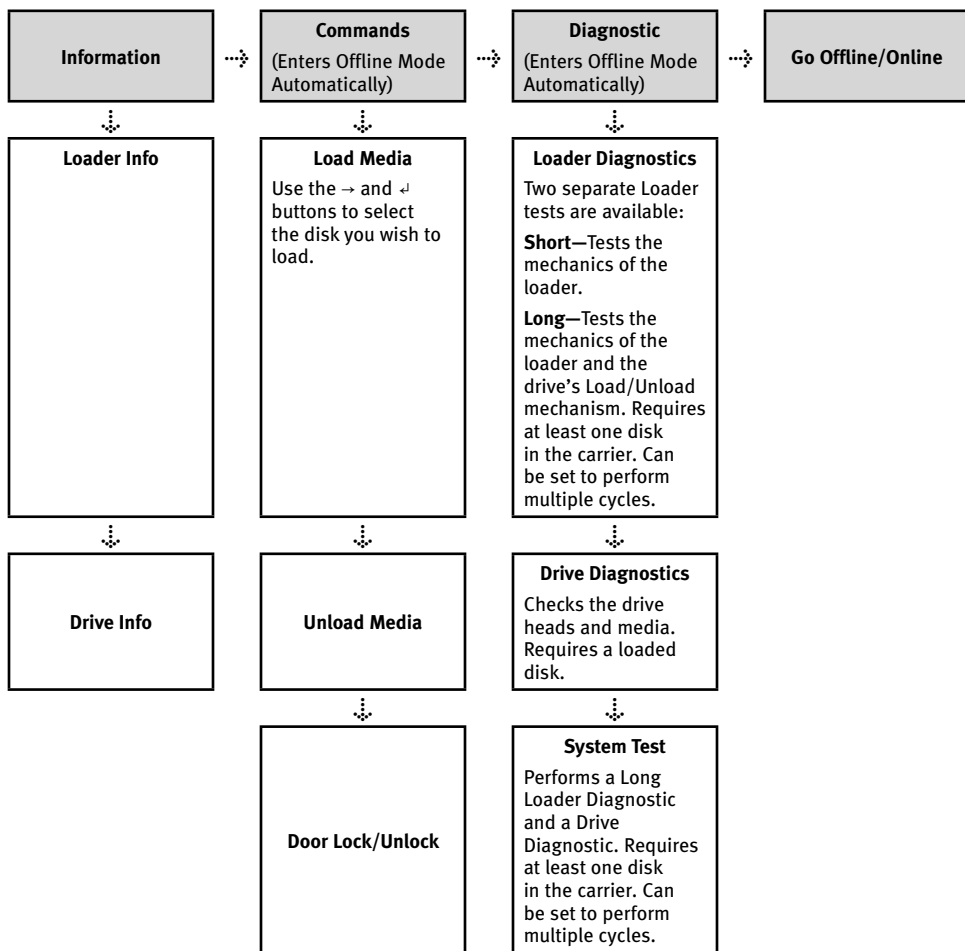 Information
Commands
(Enters Offline Mode
Automatically)
Diagnostic
(Enters Offline Mode
Automatically)
Go Offline/Online
Loader Info
Load Media
Use the → and ↲
buttons to select
the disk you wish to
load.
Loader Diagnostics
Two separate Loader
tests are available:
Short—Tests the
mechanics of the
loader.
Long—Tests the
mechanics of the
loader and the
drive’s Load/Unload
mechanism. Requires
at least one disk
in the carrier. Can
be set to perform
multiple cycles.
Drive Info
Unload Media
Drive Diagnostics
Checks the drive
heads and media.
Requires a loaded
disk.
Door Lock/Unlock
System Test
Performs a Long
Loader Diagnostic
and a Drive
Diagnostic. Requires
at least one disk
in the carrier. Can
be set to perform
multiple cycles.